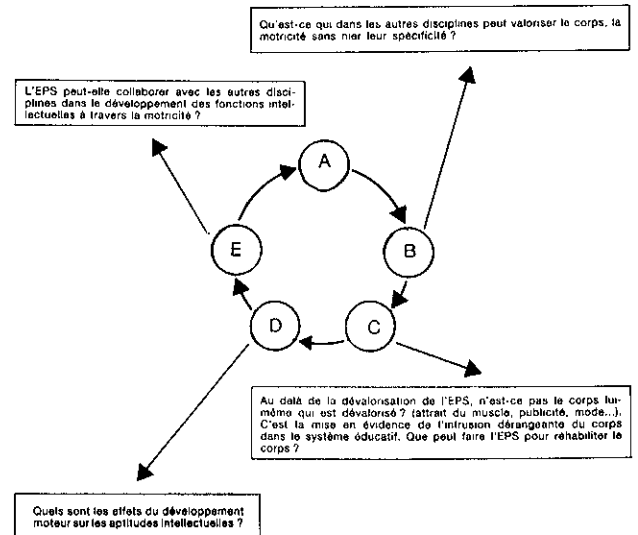 Qu'est-ce qui dans les autres disciplines peut valoriser le corps, la
motricité sans nier leur spécificité ?
L'EPS peut-elle collaborer avec les autres disci-
plines dans le développement des fonctions intel-
lectuelles à travers la motricité ?
A
E
B
D
C
Au delà de la dévalorisation de l'EPS, n'est-ce pas le corps lui-
même qui est dévalorisé ? (attrait du muscle, publicité, mode...).
C'est la mise en évidence de l'intrusion dérangeante du corps
dans le système éducatif. Que peut faire l'EPS pour réhabiliter le
corps ?
Quels sont les effets du développement
moteur sur les aptitudes intellectuelles ?